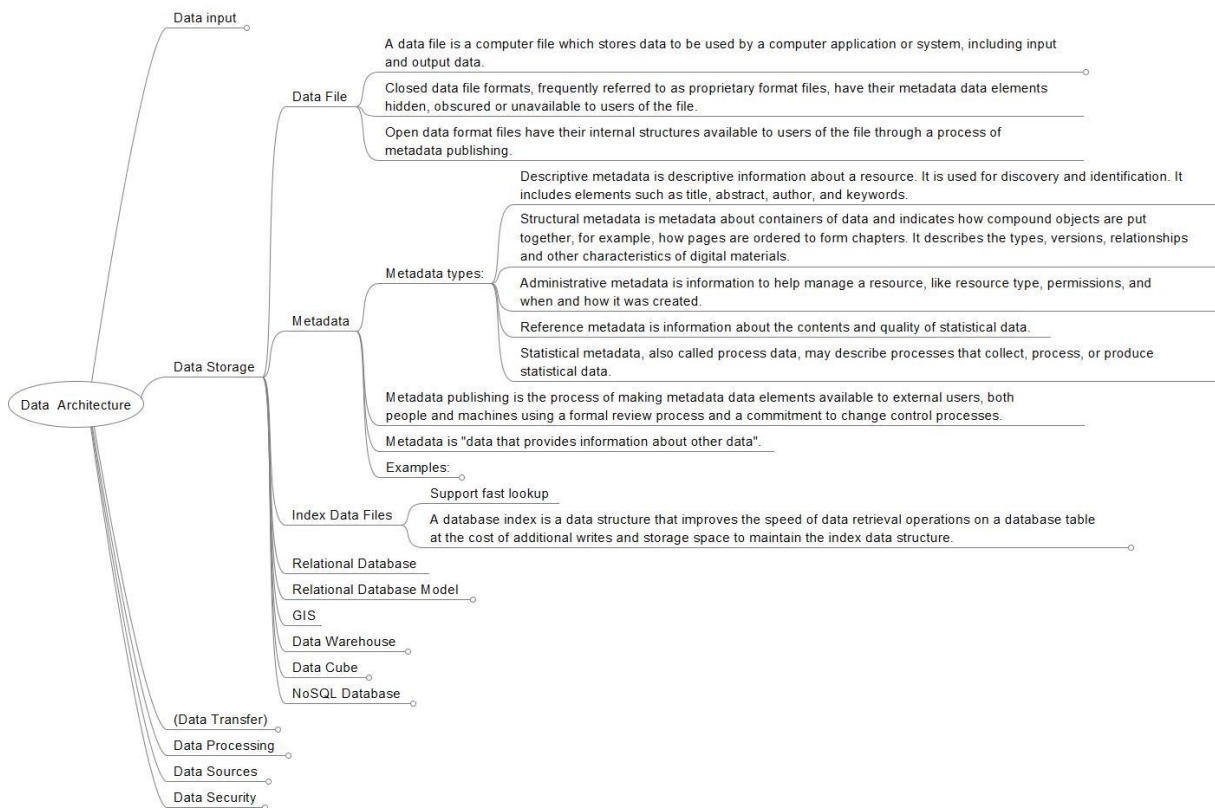 Data input
A data file is a computer file which stores data to be used by a computer application or system, including input
and output data.
Data File
Closed data file formats, frequently referred to as proprietary format files, have their metadata data elements
hidden, obscured or unavailable to users of the file.
Open data format files have their internal structures available to users of the file through a process of
metadata publishing.
Descriptive metadata is descriptive information about a resource. It is used for discovery and identification. It
includes elements such as title, abstract, author, and keywords.
Structural metadata is metadata about containers of data and indicates how compound objects are put
together, for example, how pages are ordered to form chapters. It describes the types, versions, relationships
and other characteristics of digital materials.
Metadata types:
Administrative metadata is information to help manage a resource, like resource type, permissions, and
when and how it was created.
Metadata
Reference metadata is information about the contents and quality of statistical data.
Statistical metadata, also called process data, may describe processes that collect, process, or produce
statistical data.
Data Storage
Data  Architecture
Metadata publishing is the process of making metadata data elements available to external users, both
people and machines using a formal review process and a commitment to change control processes.
Metadata is "data that provides information about other data".
Examples:
Support fast lookup
Index Data Files
A database index is a data structure that improves the speed of data retrieval operations on a database table
at the cost of additional writes and storage space to maintain the index data structure.
Relational Database
Relational Database Model
GIS
Data Warehouse
Data Cube
NoSQL Database
(Data Transfer)
Data Processing
Data Sources
Data Security